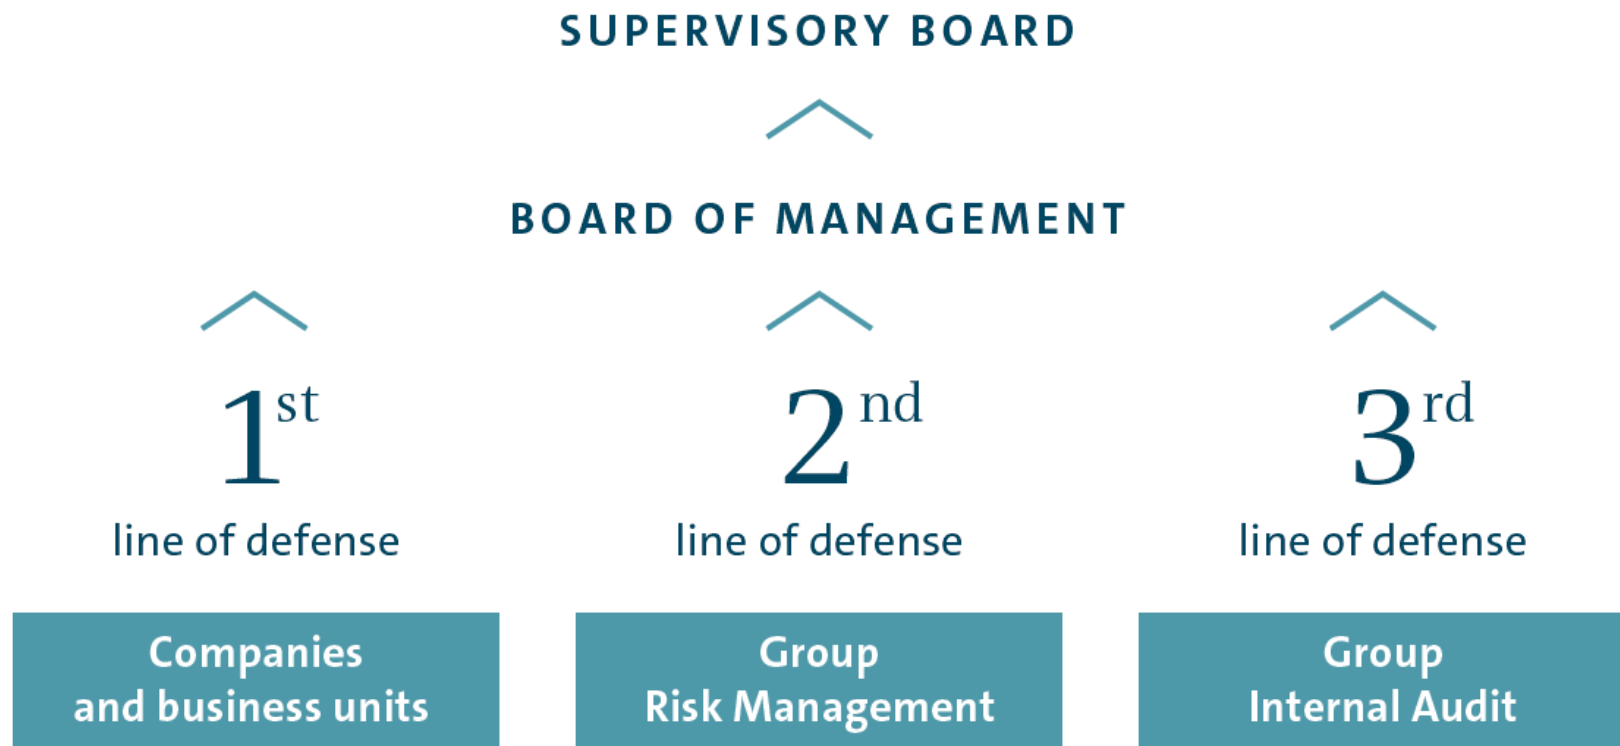 SUPERVISORY BOARD
BOARD OF MANAGEMENT
1st
line of defense
Companies
and business units
2nd
line of defense
Group
Risk Management
3rd
line of defense
Group
Internal Audit